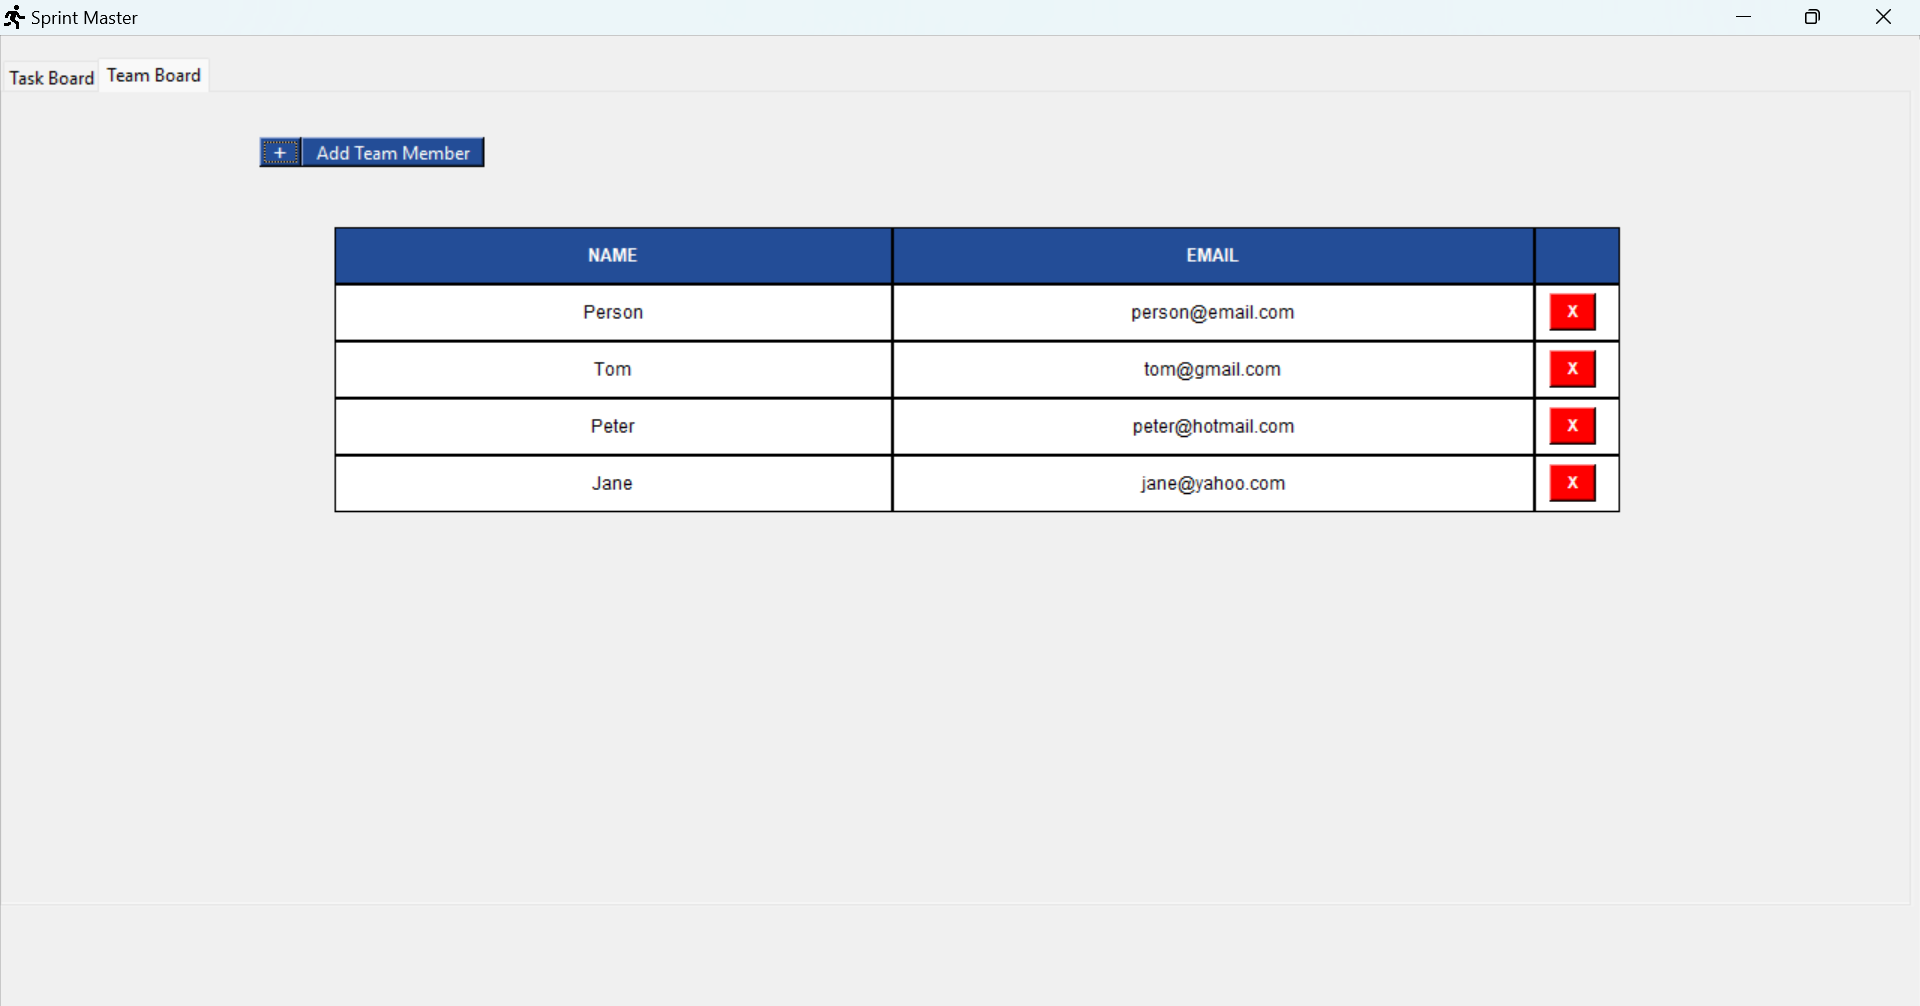 Sprint Master
Task Board Team Board
+ Add Team Member
NAME EMAIL
Person person@email.com X
Tom tom@gmail.com X
Peter peter@hotmail.com X
Jane jane@yahoo.com X